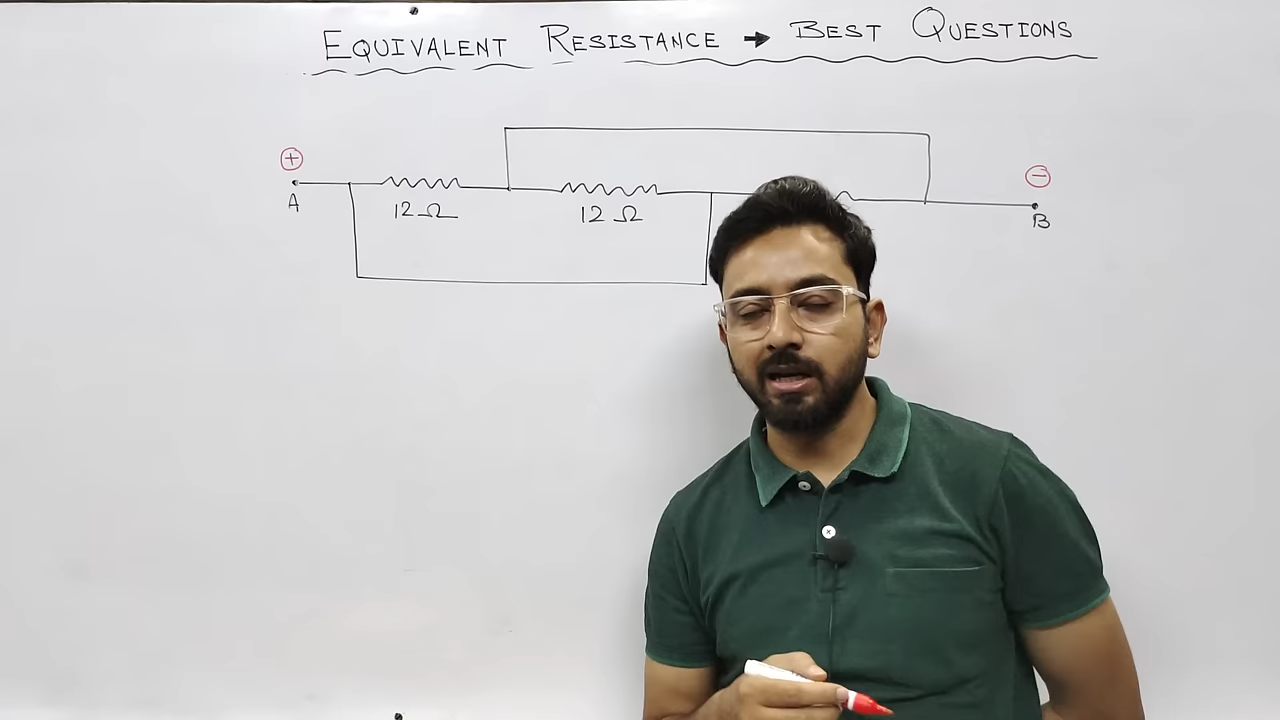 EQUIVALENT RESISTANCE → BEST QUESTIONS
+
−
A
12 Ω
12 Ω
B